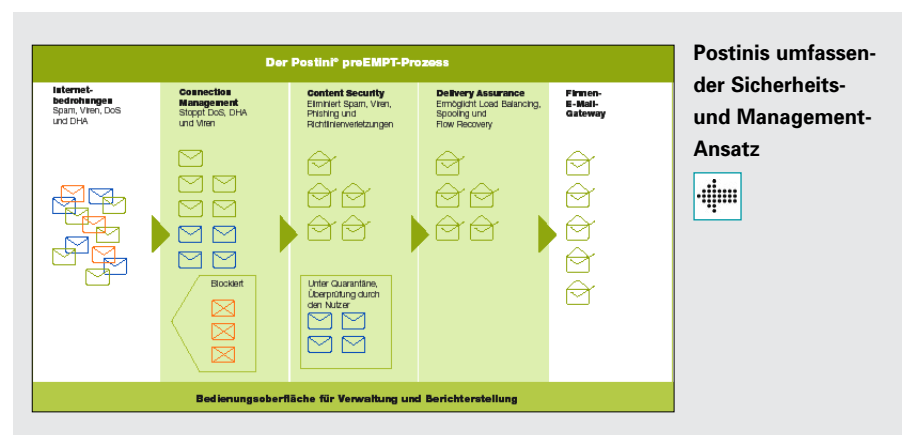 Der Postini® preEMPT-Prozess
Internet-
bedrohungen
Spam, Viren, DoS
und DHA
Connection
Management
Stoppt DoS, DHA
und Viren
Content Security
Eliminiert Spam, Viren,
Phishing und
Richtlinienverletzungen
Delivery Assurance
Ermöglicht Load Balancing,
Spooling und
Flow Recovery
Firmen-
E-Mail-
Gateway
Blockiert
Unter Quarantäne,
Überprüfung durch
den Nutzer
Bedienungsoberfläche für Verwaltung und Berichterstellung
Postinis umfassen-
der Sicherheits-
und Management-
Ansatz